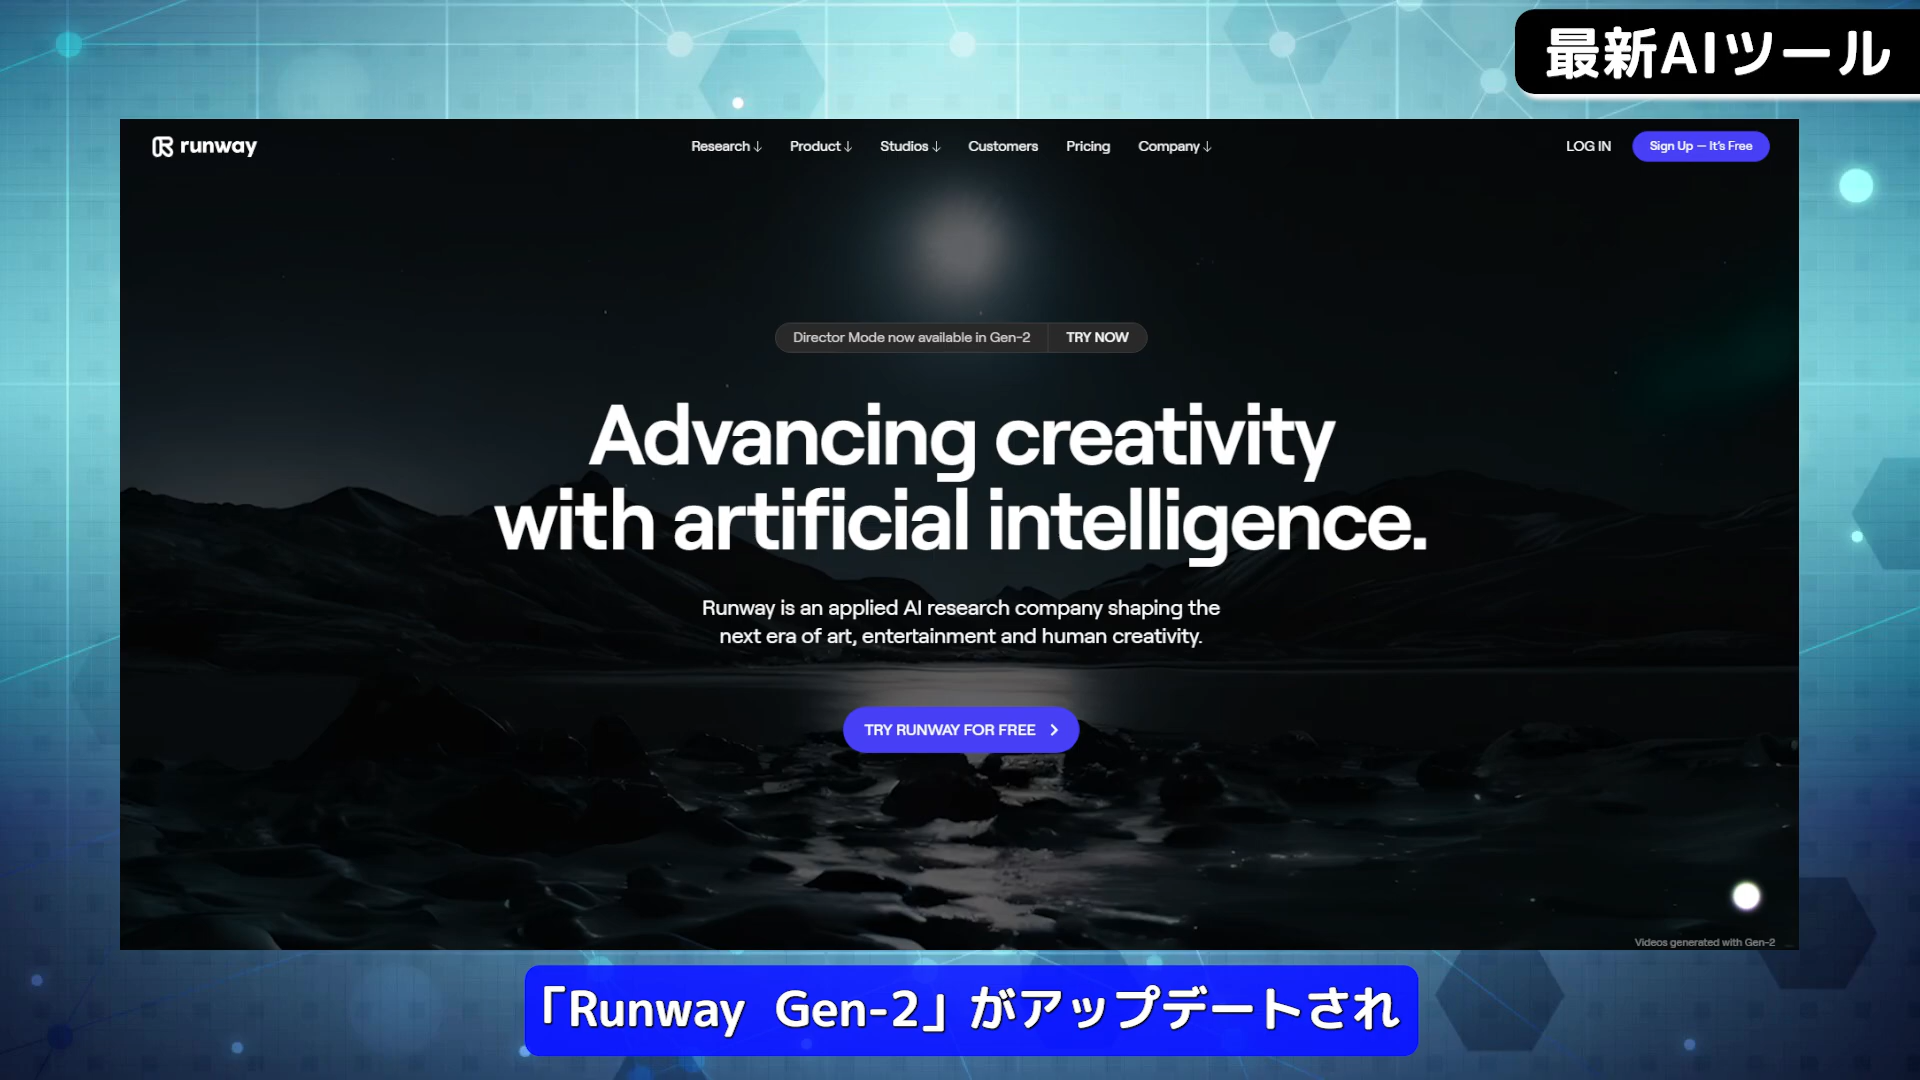 最新AIツール
runway
Research↓ Product↓ Studios↓ Customers Pricing Company↓
LOG IN
Sign Up — It's Free
Director Mode now available in Gen-2
TRY NOW
Advancing creativity
with artificial intelligence.
Runway is an applied AI research company shaping the
next era of art, entertainment and human creativity.
TRY RUNWAY FOR FREE
Videos generated with Gen-2
「Runway Gen-2」がアップデートされ